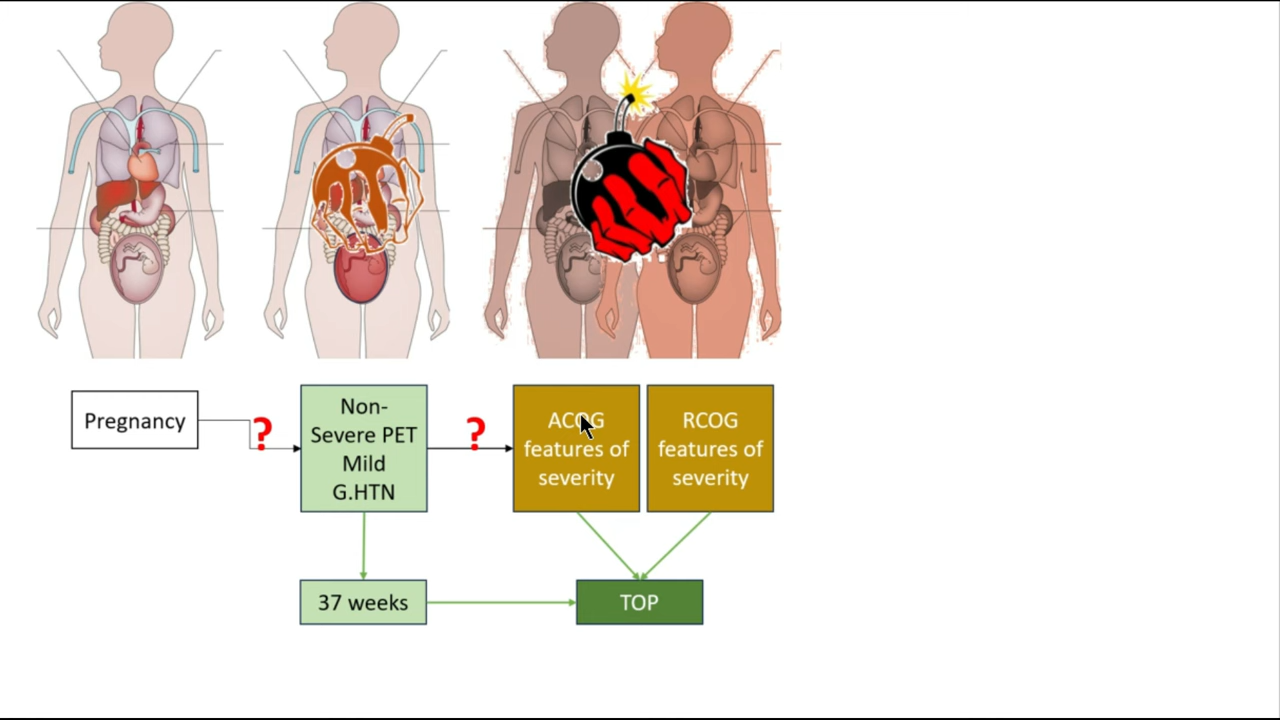 Pregnancy
?
Non-
Severe PET
Mild
G.HTN
?
ACOG
features of
severity
RCOG
features of
severity
37 weeks
TOP